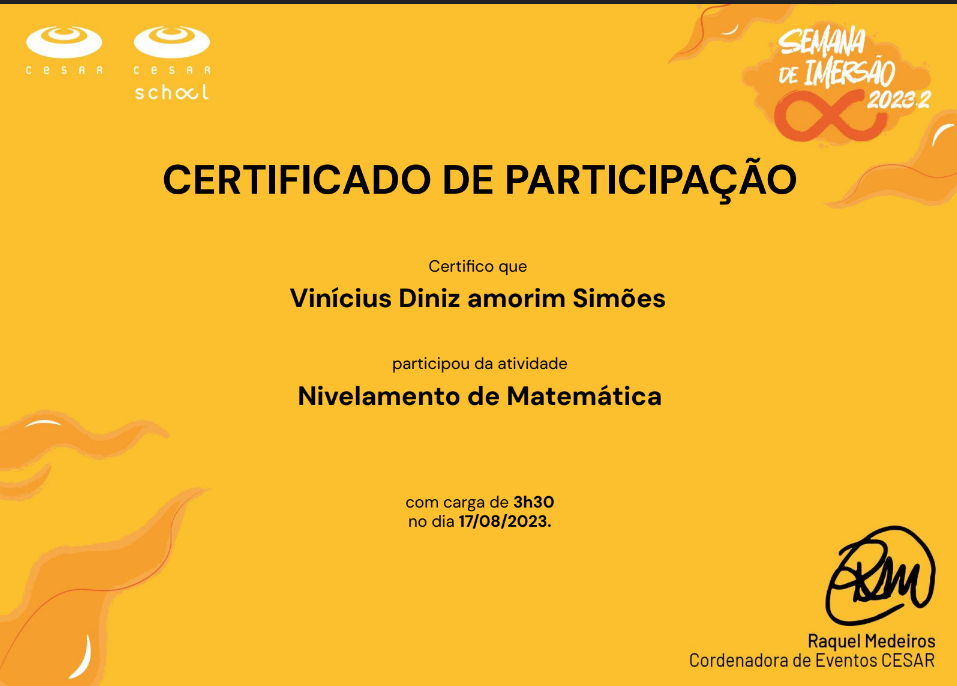 CESAR
CESAR
school
SEMANA
DE IMERSÃO
2023.2
CERTIFICADO DE PARTICIPAÇÃO
Certifico que
Vinícius Diniz amorim Simões
participou da atividade
Nivelamento de Matemática
com carga de 3h30
no dia 17/08/2023.
RM
Raquel Medeiros
Cordenadora de Eventos CESAR